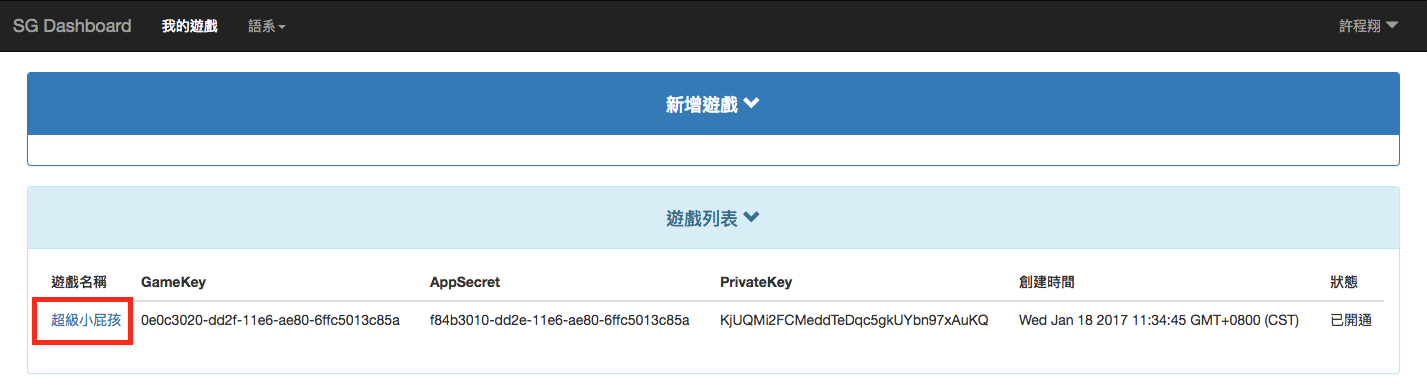 SG Dashboard 我的遊戲 語系 許程翔
新增遊戲
遊戲列表
遊戲名稱 GameKey AppSecret PrivateKey 創建時間 狀態
超級小屁孩 0e0c3020-dd2f-11e6-ae80-6ffc5013c85a f84b3010-dd2e-11e6-ae80-6ffc5013c85a KjUQMi2FCMeddTeDqc5gkUYbn97xAuKQ Wed Jan 18 2017 11:34:45 GMT+0800 (CST) 已開通